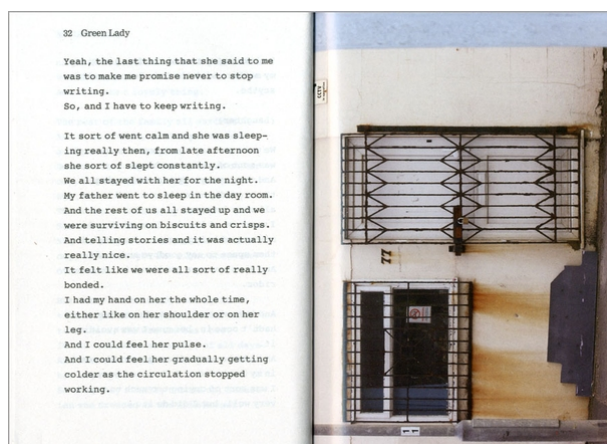 32 Green Lady
Yeah, the last thing that she said to me
was to make me promise never to stop
writing.
So, and I have to keep writing.
It sort of went calm and she was sleep-
ing really then, from late afternoon
she sort of slept constantly.
We all stayed with her for the night.
My father went to sleep in the day room.
And the rest of us all stayed up and we
were surviving on biscuits and crisps.
And telling stories and it was actually
really nice.
It felt like we were all sort of really
bonded.
I had my hand on her the whole time,
either like on her shoulder or on her
leg.
And I could feel her pulse.
And I could feel her gradually getting
colder as the circulation stopped
working.
77
11